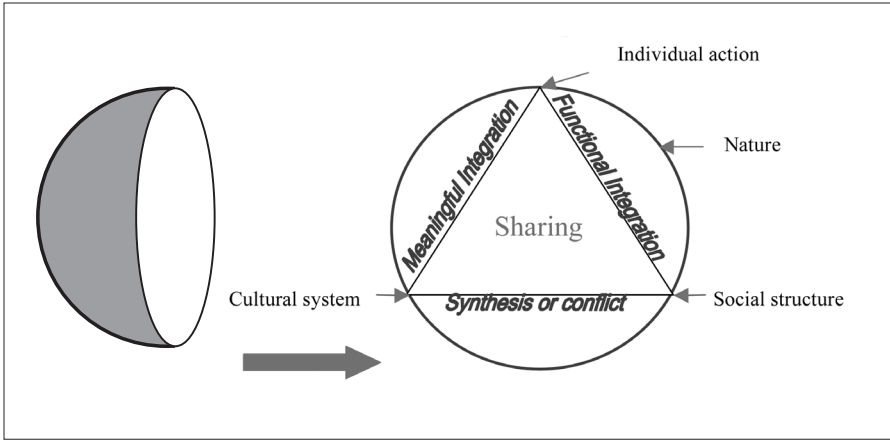 Individual action
Meaningful Integration
Functional Integration
Nature
Sharing
Cultural system
Synthesis or conflict
Social structure